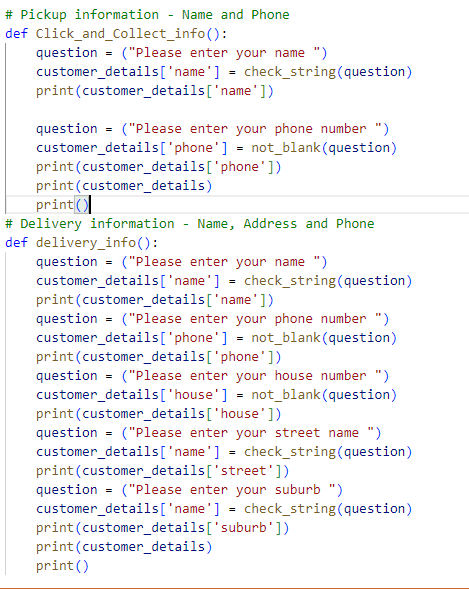 # Pickup information - Name and Phone
def Click_and_Collect_info():
    question = ("Please enter your name ")
    customer_details['name'] = check_string(question)
    print(customer_details['name'])

    question = ("Please enter your phone number ")
    customer_details['phone'] = not_blank(question)
    print(customer_details['phone'])
    print(customer_details)
    print()
# Delivery information - Name, Address and Phone
def delivery_info():
    question = ("Please enter your name ")
    customer_details['name'] = check_string(question)
    print(customer_details['name'])
    question = ("Please enter your phone number ")
    customer_details['phone'] = not_blank(question)
    print(customer_details['phone'])
    question = ("Please enter your house number ")
    customer_details['house'] = not_blank(question)
    print(customer_details['house'])
    question = ("Please enter your street name ")
    customer_details['name'] = check_string(question)
    print(customer_details['street'])
    question = ("Please enter your suburb ")
    customer_details['name'] = check_string(question)
    print(customer_details['suburb'])
    print(customer_details)
    print()